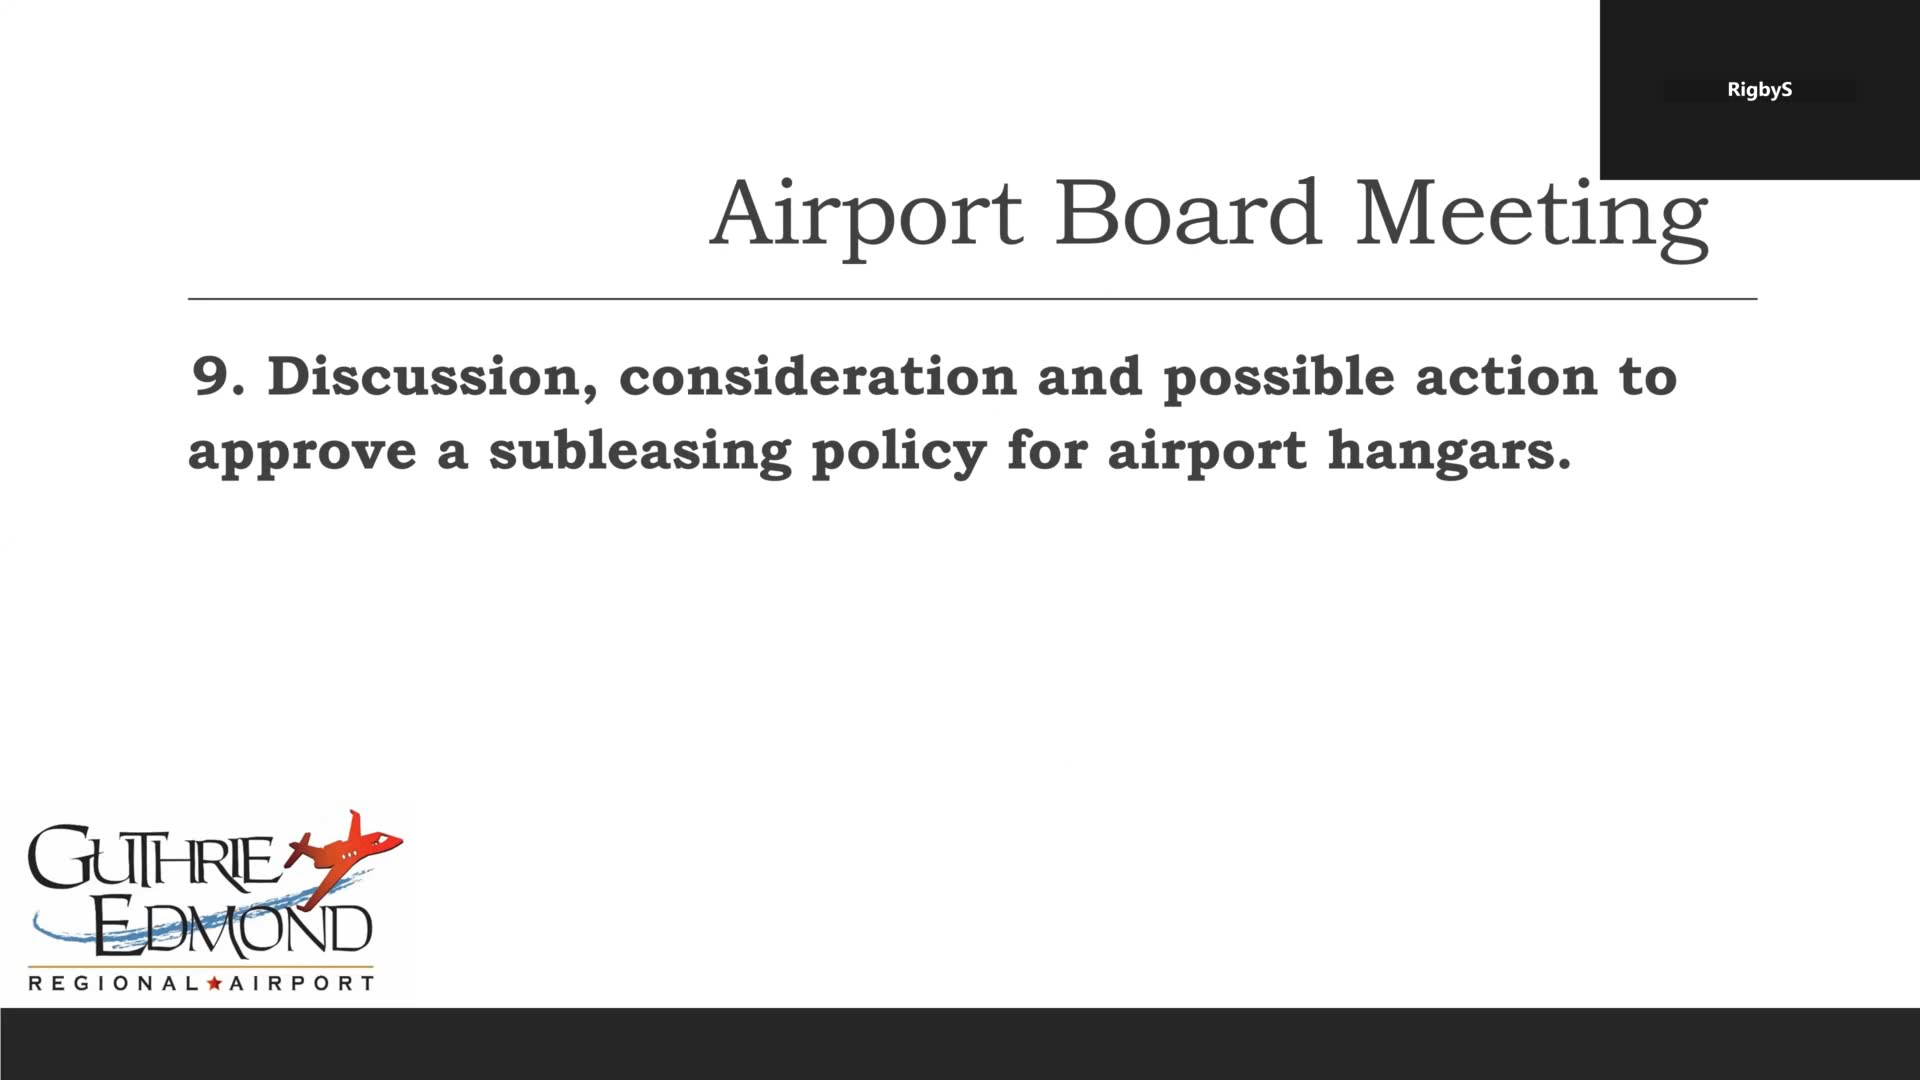 RigbyS
Airport Board Meeting
9. Discussion, consideration and possible action to
approve a subleasing policy for airport hangars.
GUTHRIE
EDMOND
REGIONAL★AIRPORT